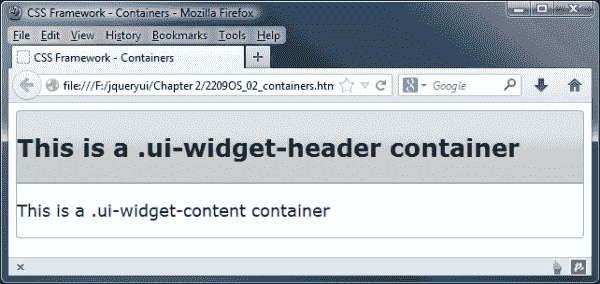 CSS Framework - Containers - Mozilla Firefox
File Edit View History Bookmarks Tools Help
CSS Framework - Containers
file:///F:/jqueryui/Chapter 2/2209OS_02_containers.htm Google
This is a .ui-widget-header container
This is a .ui-widget-content container